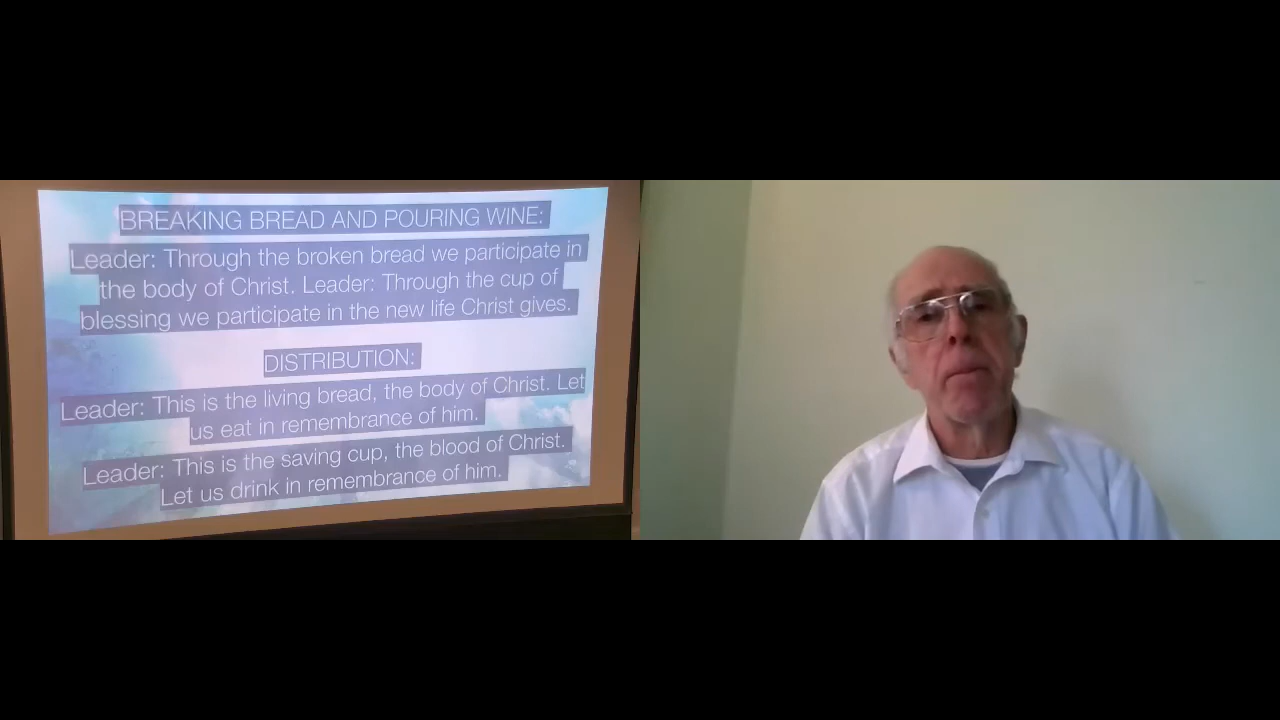 BREAKING BREAD AND POURING WINE:
Leader: Through the broken bread we participate in
the body of Christ. Leader: Through the cup of
blessing we participate in the new life Christ gives.
DISTRIBUTION:
Leader: This is the living bread, the body of Christ. Let
us eat in remembrance of him.
Leader: This is the saving cup, the blood of Christ.
Let us drink in remembrance of him.